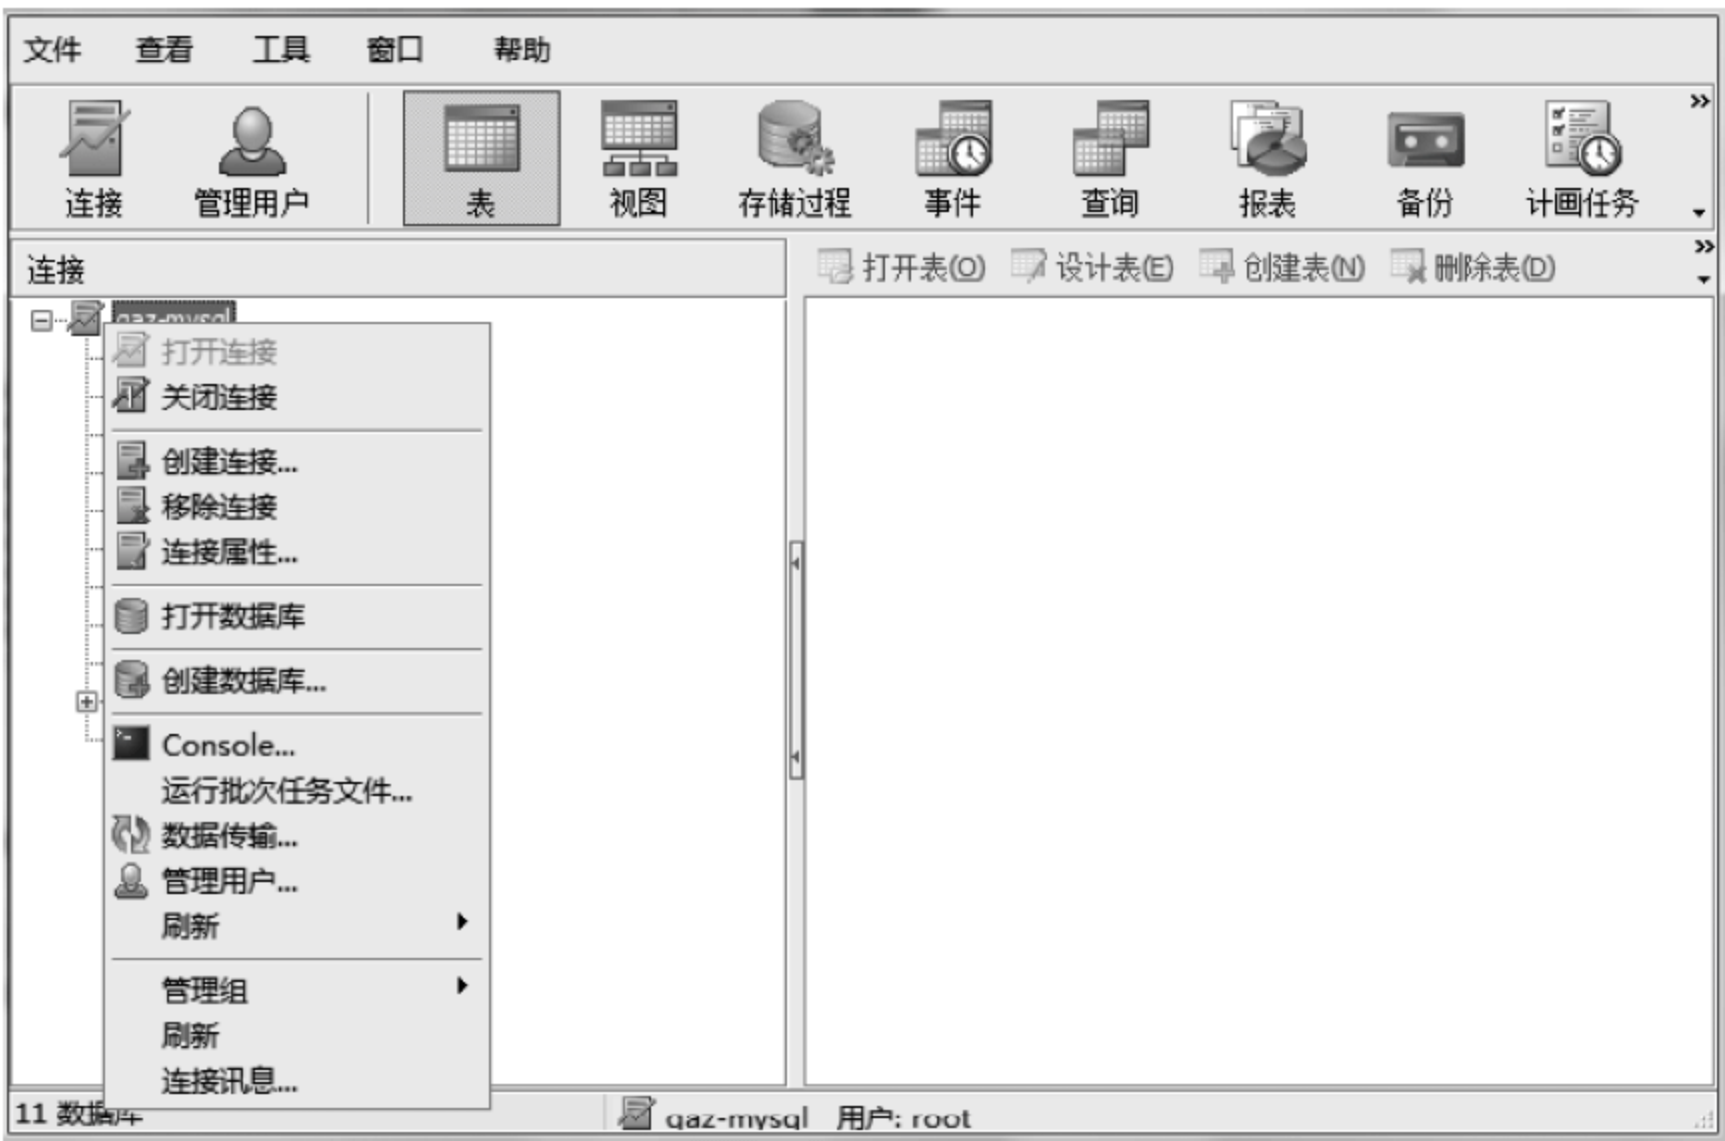 文件 查看 工具 窗口 帮助
连接 管理用户 表 视图 存储过程 事件 查询 报表 备份 计画任务
连接
打开表(O) 设计表(E) 创建表(N) 删除表(D)
qaz-mysql
打开连接
关闭连接
创建连接...
移除连接
连接属性...
打开数据库
创建数据库...
Console...
运行批次任务文件...
数据传输...
管理用户...
刷新
管理组
刷新
连接讯息...
11 数据库 qaz-mysql 用户: root